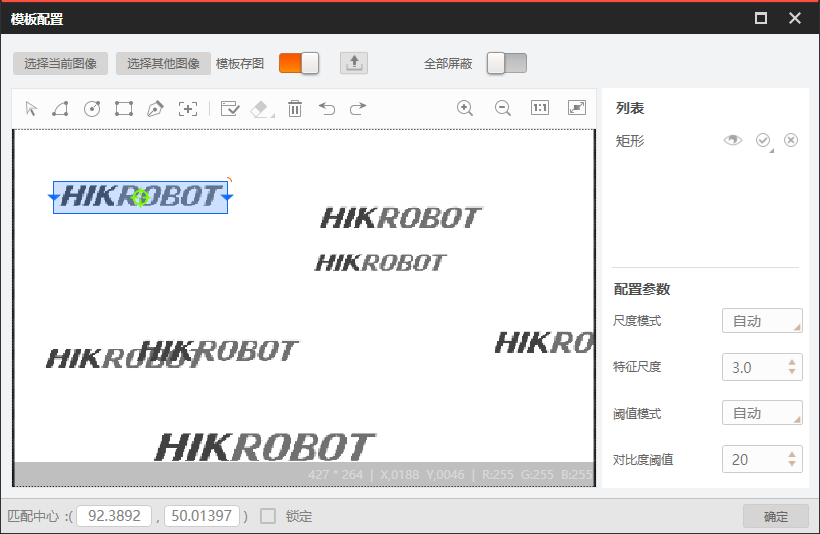 模板配置
选择当前图像 选择其他图像 模板存图 全部屏蔽
1:1
列表
矩形
HIKROBOT
HIKROBOT
HIKROBOT
配置参数
尺度模式 自动
HIKRO
HIKROBOT HIKROBOT
特征尺度 3.0
阈值模式 自动
HIKROBOT
对比度阈值 20
427 * 264 | X,0188 Y,0046 | R:255 G:255 B:255
匹配中心 :( 92.3892 , 50.01397 ) 锁定 确定